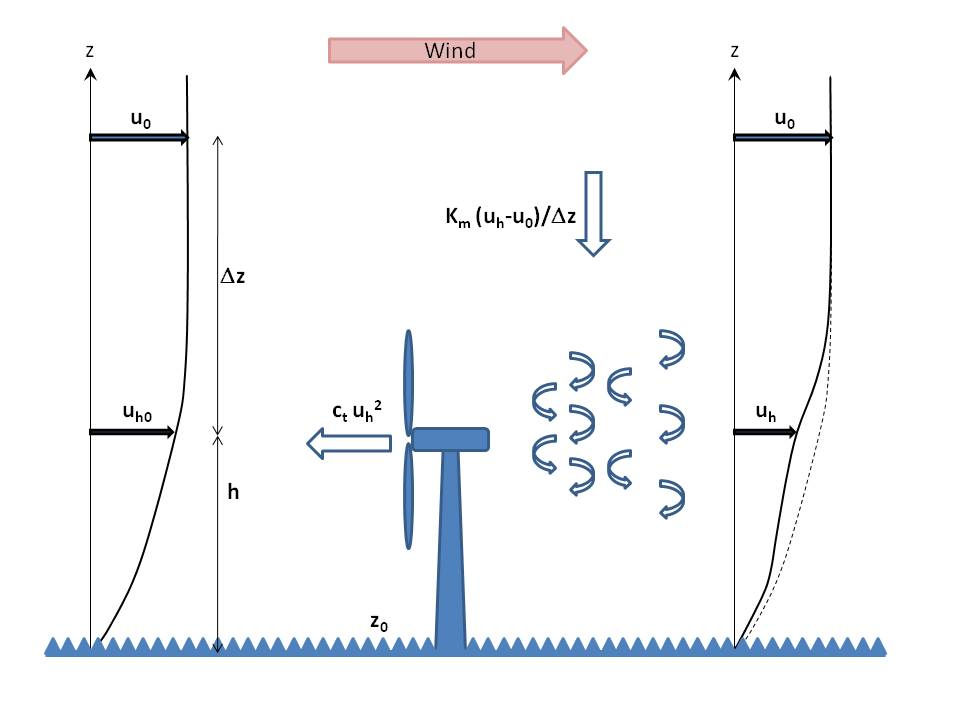 Wind
z
z
u₀
u₀
Kₘ (uₕ-u₀)/Δz
Δz
uₕ₀
cₜ uₕ²
uₕ
h
z₀